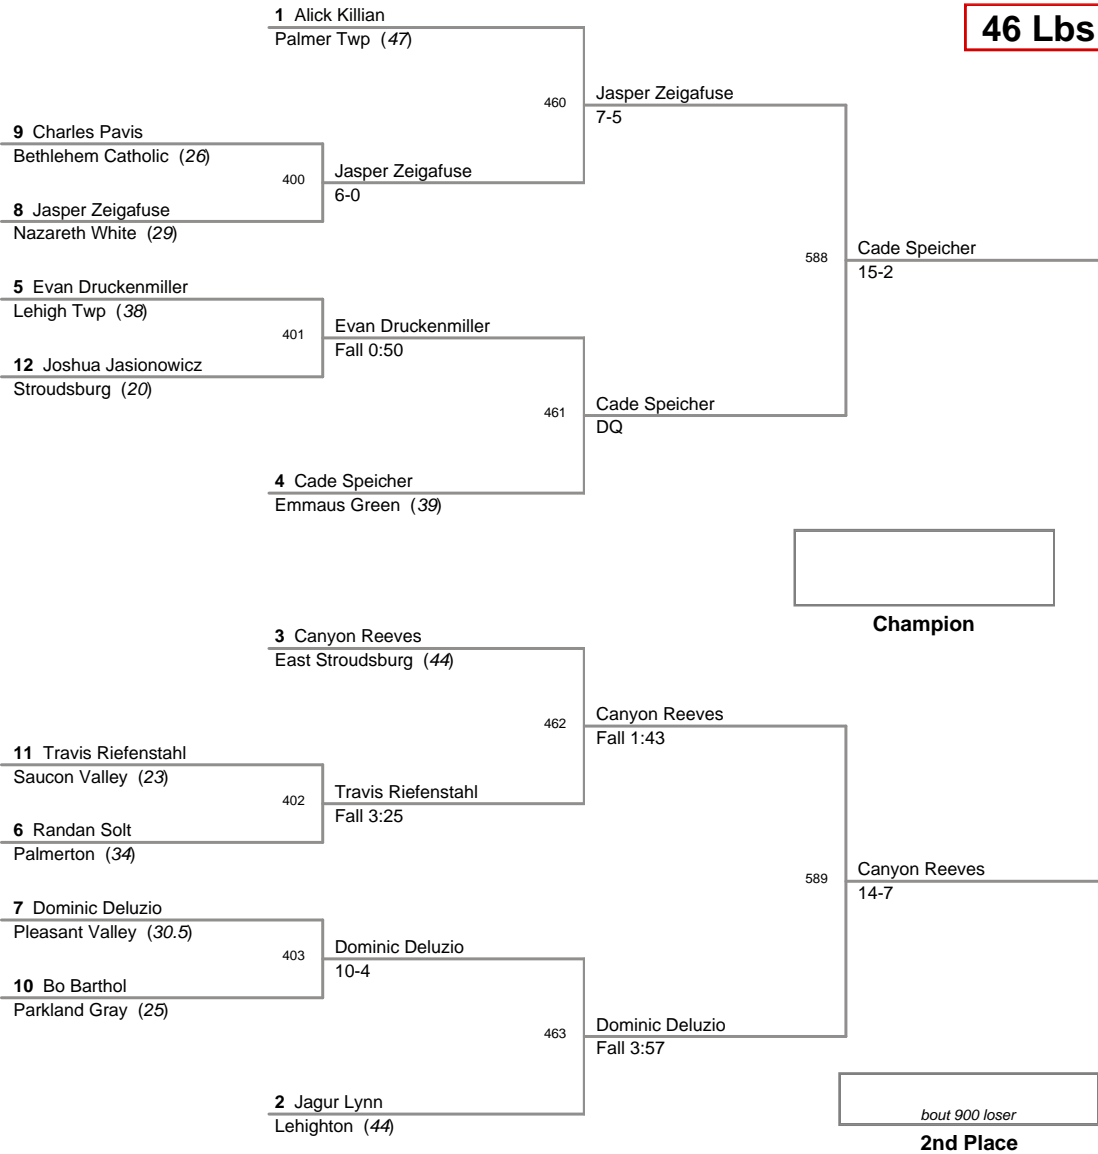 1 Alick Killian
Palmer Twp (47)
46 Lbs
460
Jasper Zeigafuse
7-5
9 Charles Pavis
Bethlehem Catholic (26)
400
Jasper Zeigafuse
6-0
8 Jasper Zeigafuse
Nazareth White (29)
588
Cade Speicher
15-2
5 Evan Druckenmiller
Lehigh Twp (38)
401
Evan Druckenmiller
Fall 0:50
12 Joshua Jasionowicz
Stroudsburg (20)
461
Cade Speicher
DQ
4 Cade Speicher
Emmaus Green (39)
Champion
3 Canyon Reeves
East Stroudsburg (44)
462
Canyon Reeves
Fall 1:43
11 Travis Riefenstahl
Saucon Valley (23)
402
Travis Riefenstahl
Fall 3:25
6 Randan Solt
Palmerton (34)
589
Canyon Reeves
14-7
7 Dominic Deluzio
Pleasant Valley (30.5)
403
Dominic Deluzio
10-4
10 Bo Barthol
Parkland Gray (25)
463
Dominic Deluzio
Fall 3:57
2 Jagur Lynn
Lehighton (44)
bout 900 loser
2nd Place